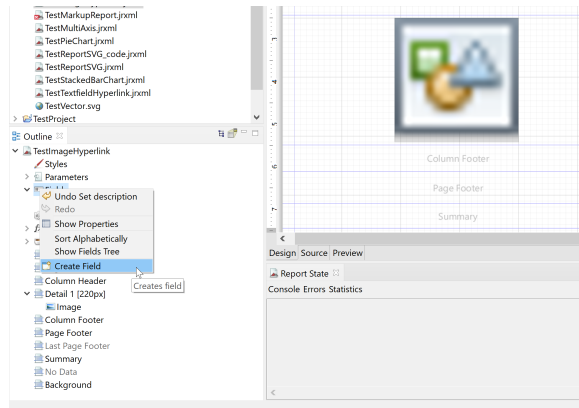 TestMarkupReport.jrxml
TestMultiAxis.jrxml
TestPieChart.jrxml
TestReportSVG_code.jrxml
TestReportSVG.jrxml
TestStackedBarChart.jrxml
TestTextfieldHyperlink.jrxml
TestVector.svg
TestProject
Outline
TestImageHyperlink
Styles
Parameters
Undo Set description
Redo
Show Properties
Sort Alphabetically
Show Fields Tree
Create Field
Creates field
Column Header
Detail 1 [220px]
Image
Column Footer
Page Footer
Last Page Footer
Summary
No Data
Background
Column Footer
Page Footer
Summary
Design Source Preview
Report State
Console Errors Statistics